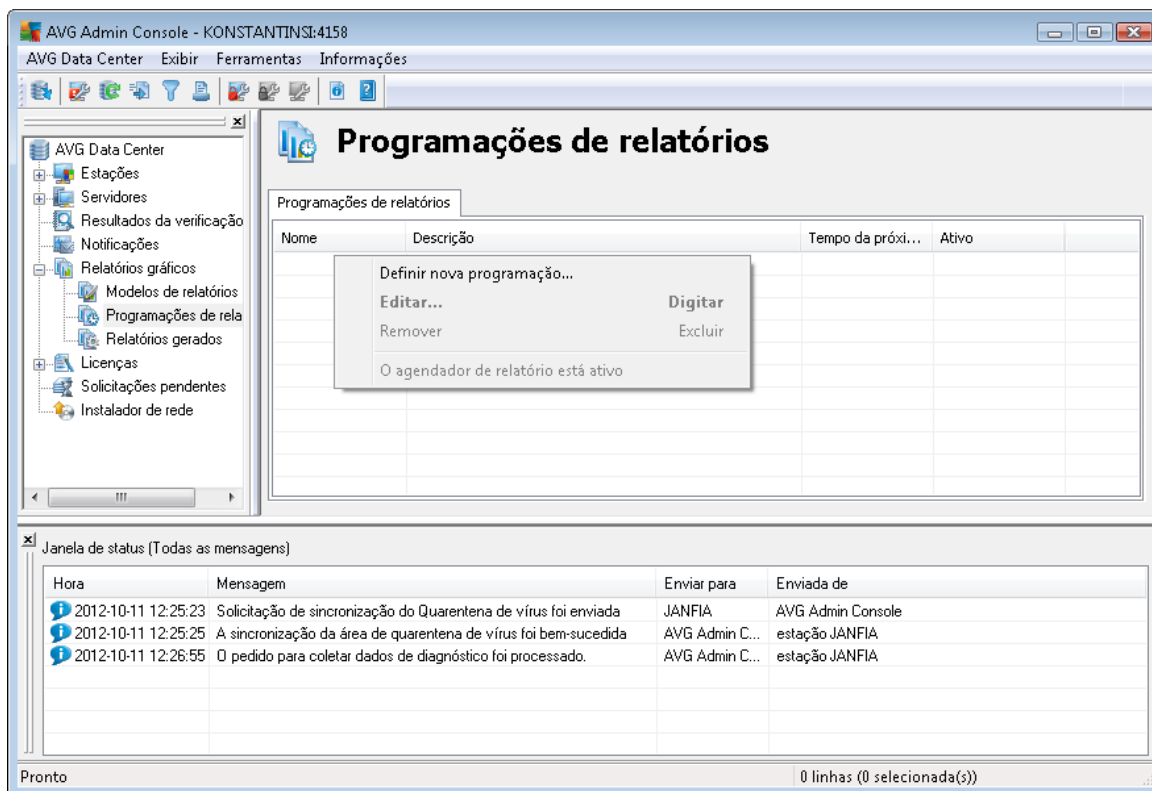 AVG Admin Console - KONSTANTINSI:4158
AVG Data Center Exibir Ferramentas Informações
AVG Data Center
Estações
Servidores
Resultados da verificação
Notificações
Relatórios gráficos
Modelos de relatórios
Programações de rela
Relatórios gerados
Licenças
Solicitações pendentes
Instalador de rede
Programações de relatórios
Programações de relatórios
Nome Descrição Tempo da próxi... Ativo
Definir nova programação...
Editar... Digitar
Remover Excluir
O agendador de relatório está ativo
Janela de status (Todas as mensagens)
Hora Mensagem Enviar para Enviada de
2012-10-11 12:25:23 Solicitação de sincronização do Quarentena de vírus foi enviada JANFIA AVG Admin Console
2012-10-11 12:25:25 A sincronização da área de quarentena de vírus foi bem-sucedida AVG Admin C... estação JANFIA
2012-10-11 12:26:55 O pedido para coletar dados de diagnóstico foi processado. AVG Admin C... estação JANFIA
Pronto 0 linhas (0 selecionada(s))